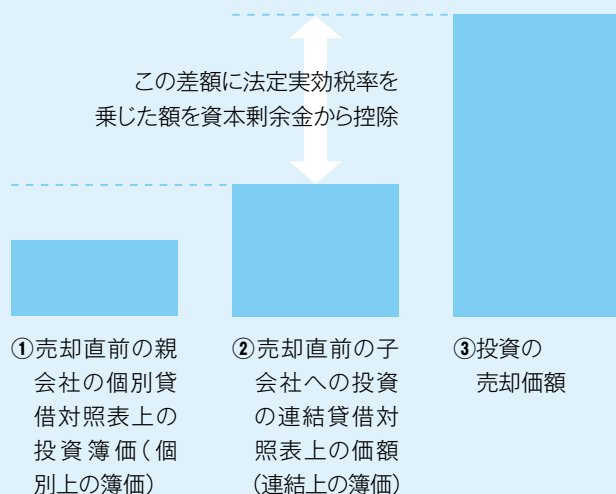 この差額に法定実効税率を
乗じた額を資本剰余金から控除
①売却直前の親
会社の個別貸
借対照表上の
投資簿価(個
別上の簿価)
②売却直前の子
会社への投資
の連結貸借対
照表上の価額
(連結上の簿価)
③投資の
売却価額